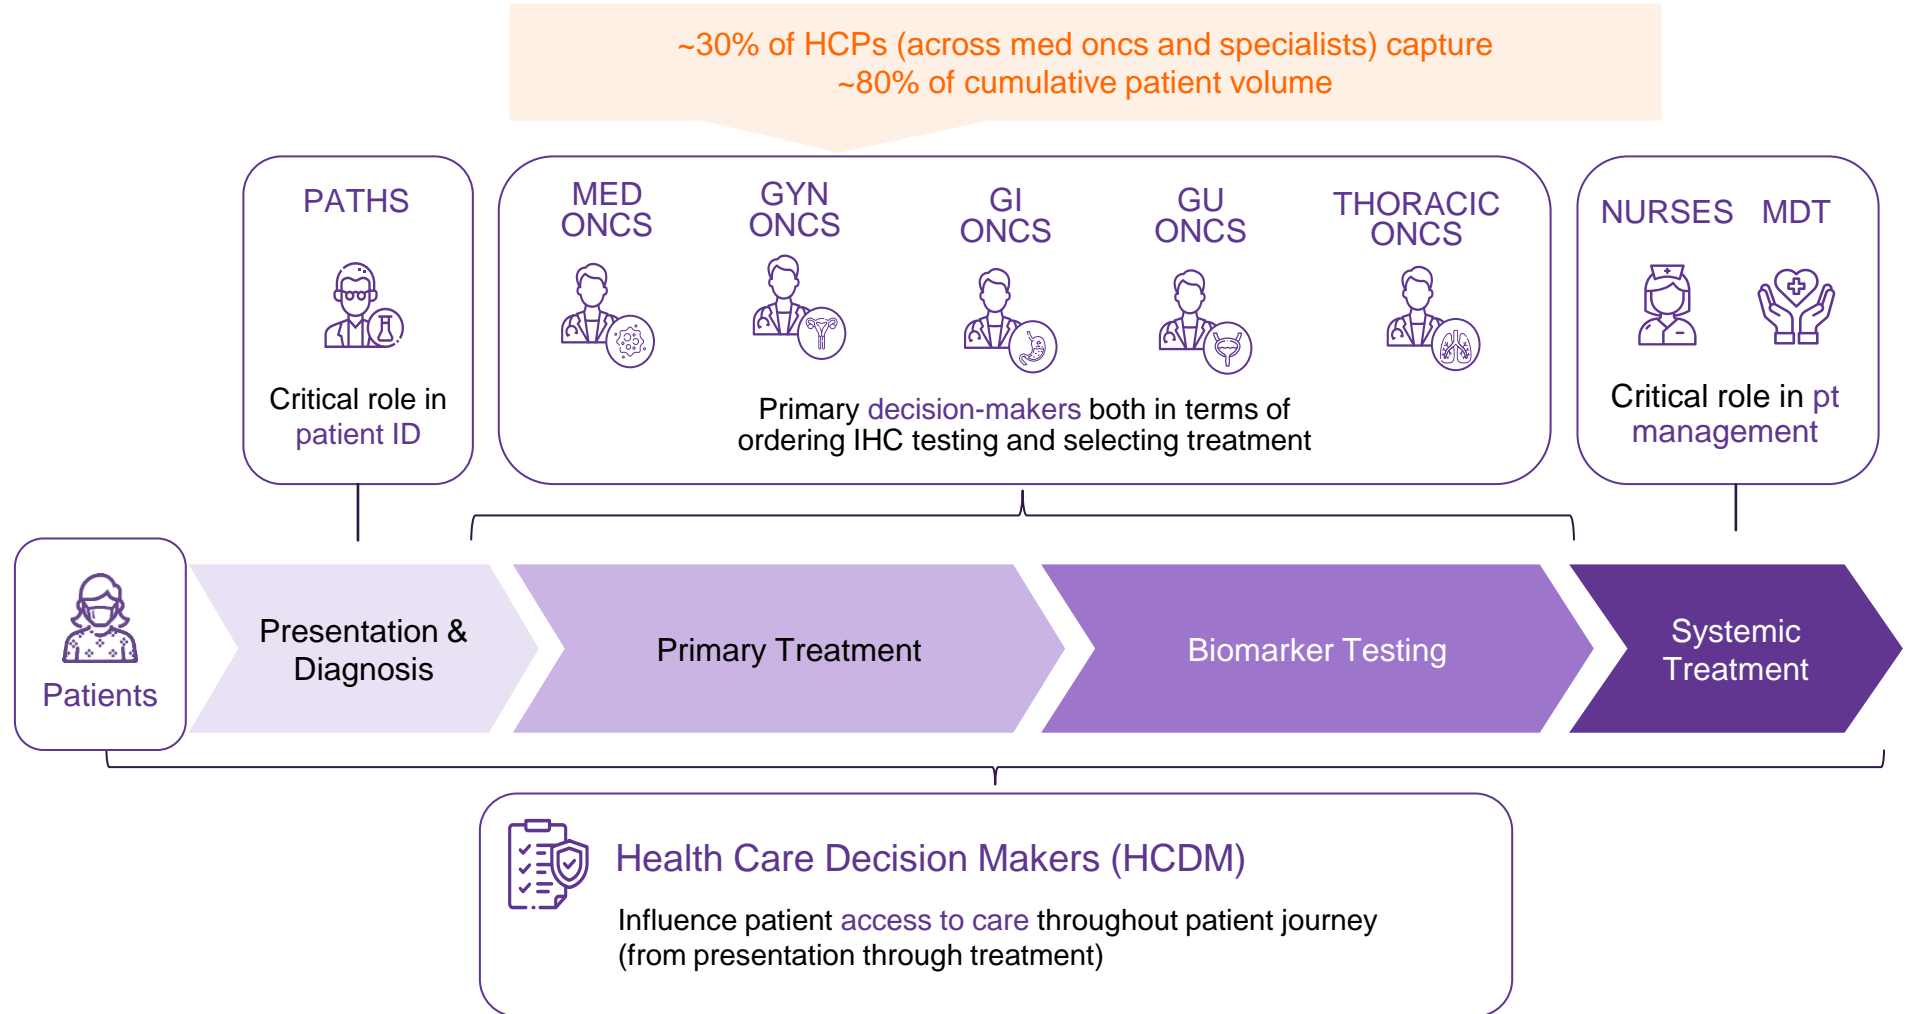 ~30% of HCPs (across med oncs and specialists) capture
~80% of cumulative patient volume
PATHS
Critical role in
patient ID
MED
ONCS
GYN
ONCS
GI
ONCS
GU
ONCS
THORACIC
ONCS
Primary decision-makers both in terms of
ordering IHC testing and selecting treatment
NURSES
MDT
Critical role in pt
management
Patients
Presentation &
Diagnosis
Primary Treatment
Biomarker Testing
Systemic
Treatment
Health Care Decision Makers (HCDM)
Influence patient access to care throughout patient journey
(from presentation through treatment)